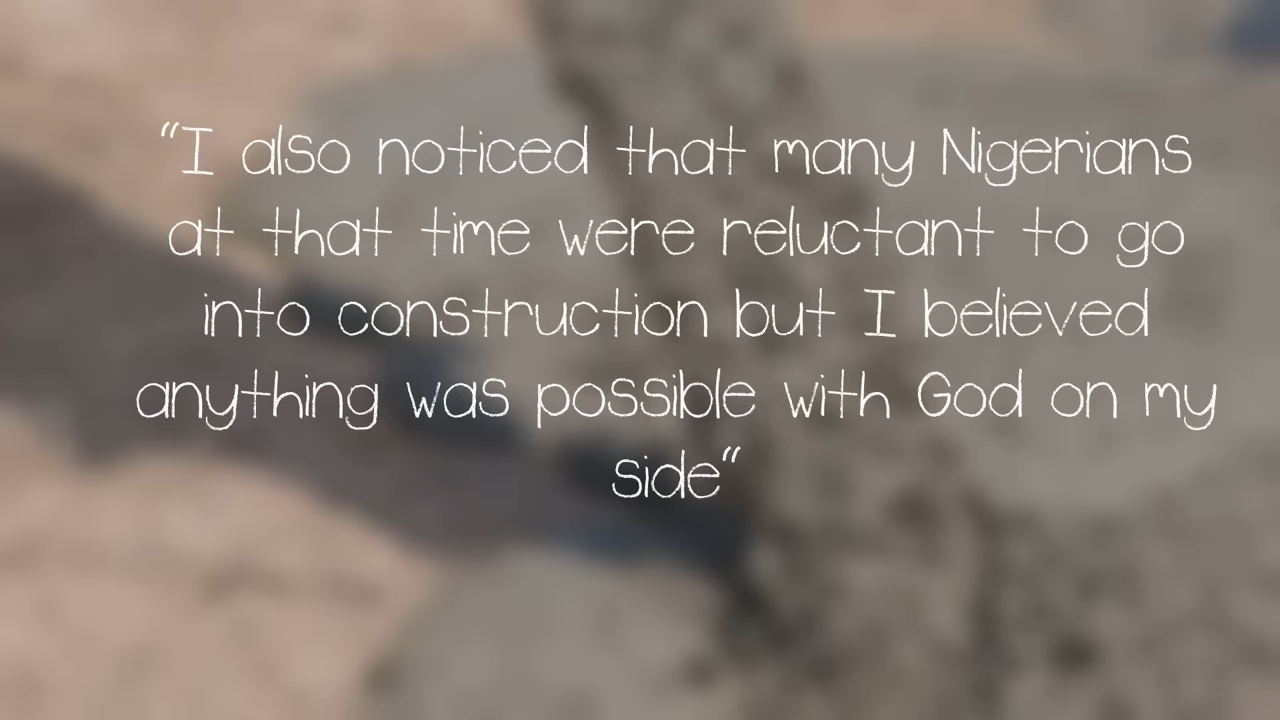 “I also noticed that many Nigerians
at that time were reluctant to go
into construction but I believed
anything was possible with God on my
side“